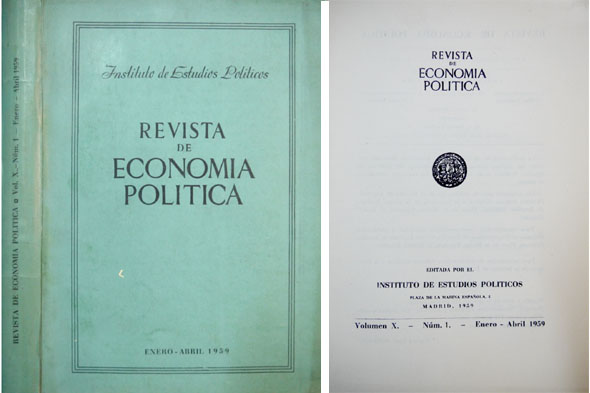 REVISTA DE ECONOMIA POLITICA Vol. X.-Núm. 1 - Enero - Abril 1959
Instituto de Estudios Políticos
REVISTA
DE
ECONOMIA
POLITICA
ENERO-ABRIL 1959
REVISTA
DE
ECONOMIA
POLITICA
EDITADA POR EL
INSTITUTO DE ESTUDIOS POLITICOS
PLAZA DE LA MARINA ESPAÑOLA, 8
MADRID, 1959
Volumen X. - Núm. 1. - Enero - Abril 1959